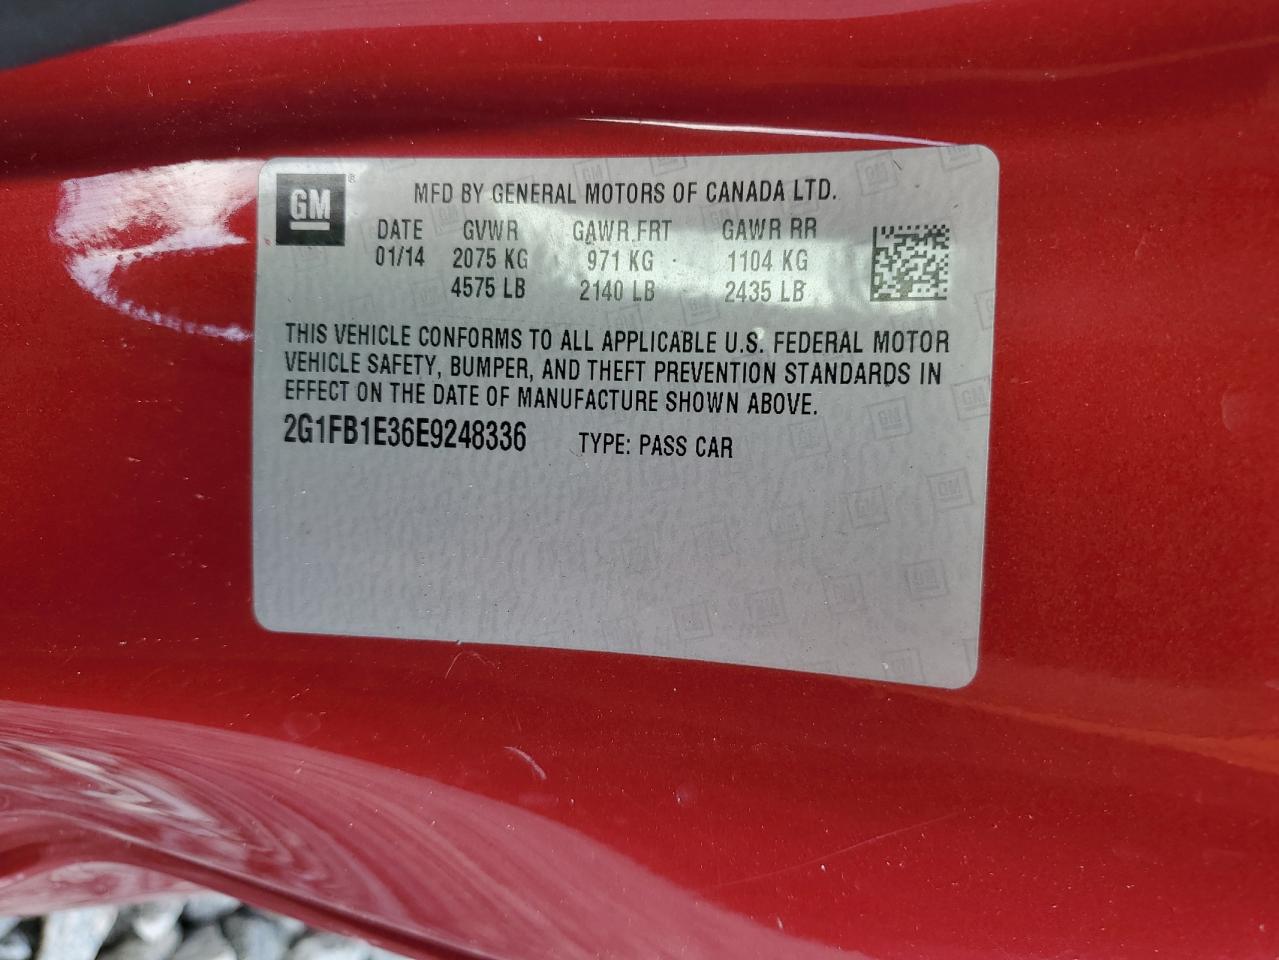 GM ®
MFD BY GENERAL MOTORS OF CANADA LTD.
DATE GVWR GAWR FRT GAWR RR
01/14 2075 KG 971 KG 1104 KG
4575 LB 2140 LB 2435 LB
THIS VEHICLE CONFORMS TO ALL APPLICABLE U.S. FEDERAL MOTOR
VEHICLE SAFETY, BUMPER, AND THEFT PREVENTION STANDARDS IN
EFFECT ON THE DATE OF MANUFACTURE SHOWN ABOVE.
2G1FB1E36E9248336 TYPE: PASS CAR